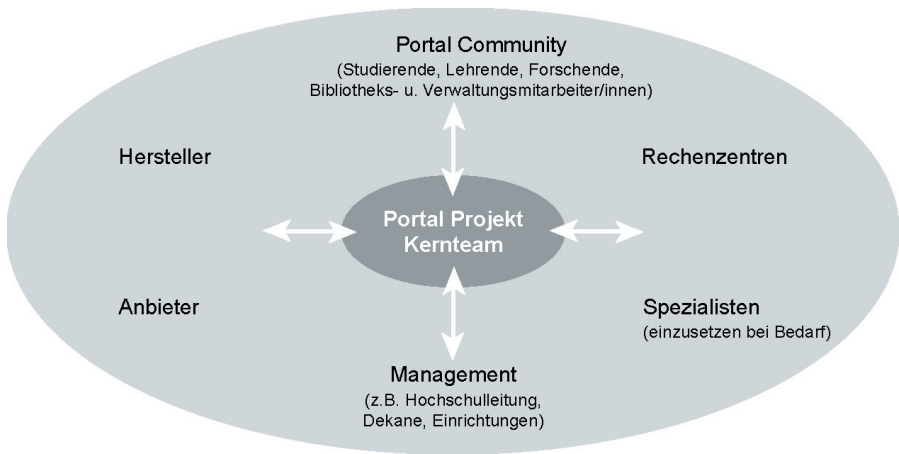 Portal Community
(Studierende, Lehrende, Forschende,
Bibliotheks- u. Verwaltungsmitarbeiter/innen)
Hersteller
Rechenzentren
Portal Projekt
Kernteam
Anbieter
Spezialisten
(einzusetzen bei Bedarf)
Management
(z.B. Hochschulleitung,
Dekane, Einrichtungen)